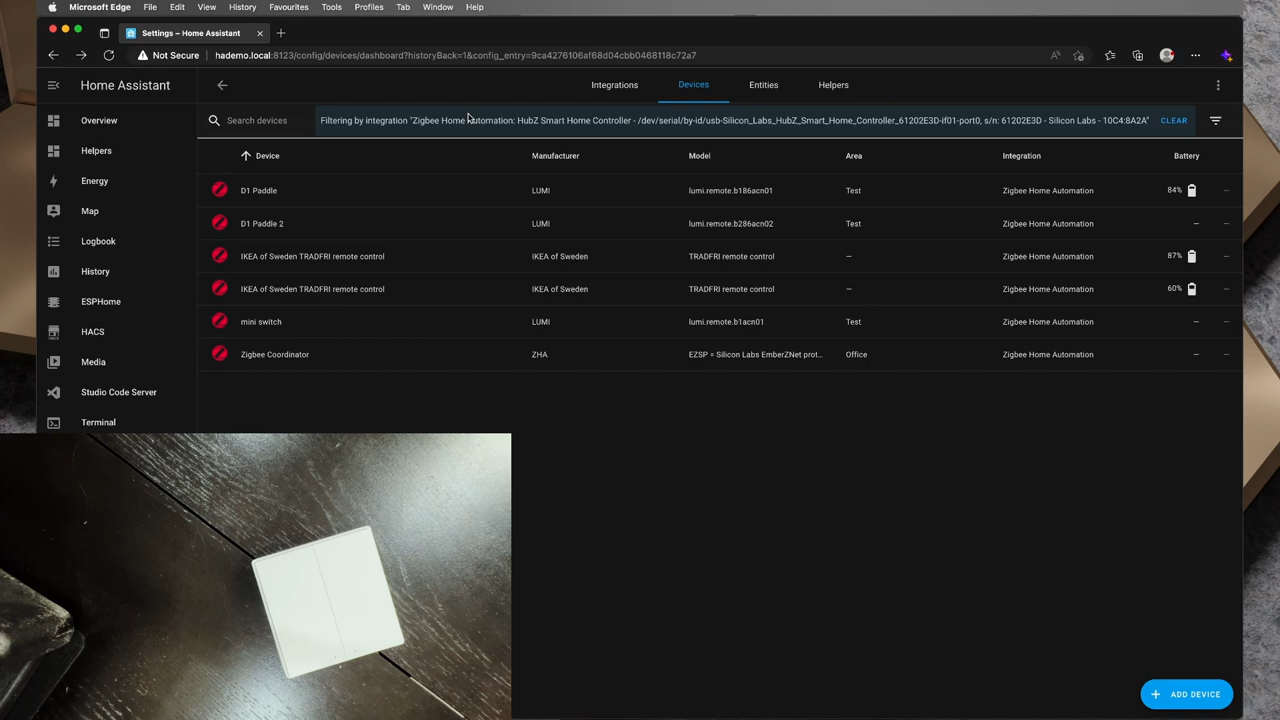 Microsoft Edge File Edit View History Favourites Tools Profiles Tab Window Help
Settings – Home Assistant
Not Secure hademo.local:8123/config/devices/dashboard?historyBack=1&config_entry=9ca4276106af68d04cbb0468118c72a7
Home Assistant
Integrations Devices Entities Helpers
Search devices
Filtering by integration "Zigbee Home Automation: HubZ Smart Home Controller - /dev/serial/by-id/usb-Silicon_Labs_HubZ_Smart_Home_Controller_61202E3D-if01-port0, s/n: 61202E3D - Silicon Labs - 10C4:8A2A" CLEAR
Overview
Helpers
Energy
Map
Logbook
History
ESPHome
HACS
Media
Studio Code Server
Terminal
Device Manufacturer Model Area Integration Battery
D1 Paddle LUMI lumi.remote.b186acn01 Test Zigbee Home Automation 84%
D1 Paddle 2 LUMI lumi.remote.b286acn02 Test Zigbee Home Automation –
IKEA of Sweden TRADFRI remote control IKEA of Sweden TRADFRI remote control – Zigbee Home Automation 87%
IKEA of Sweden TRADFRI remote control IKEA of Sweden TRADFRI remote control – Zigbee Home Automation 60%
mini switch LUMI lumi.remote.b1acn01 Test Zigbee Home Automation –
Zigbee Coordinator ZHA EZSP = Silicon Labs EmberZNet prot... Office Zigbee Home Automation –
ADD DEVICE